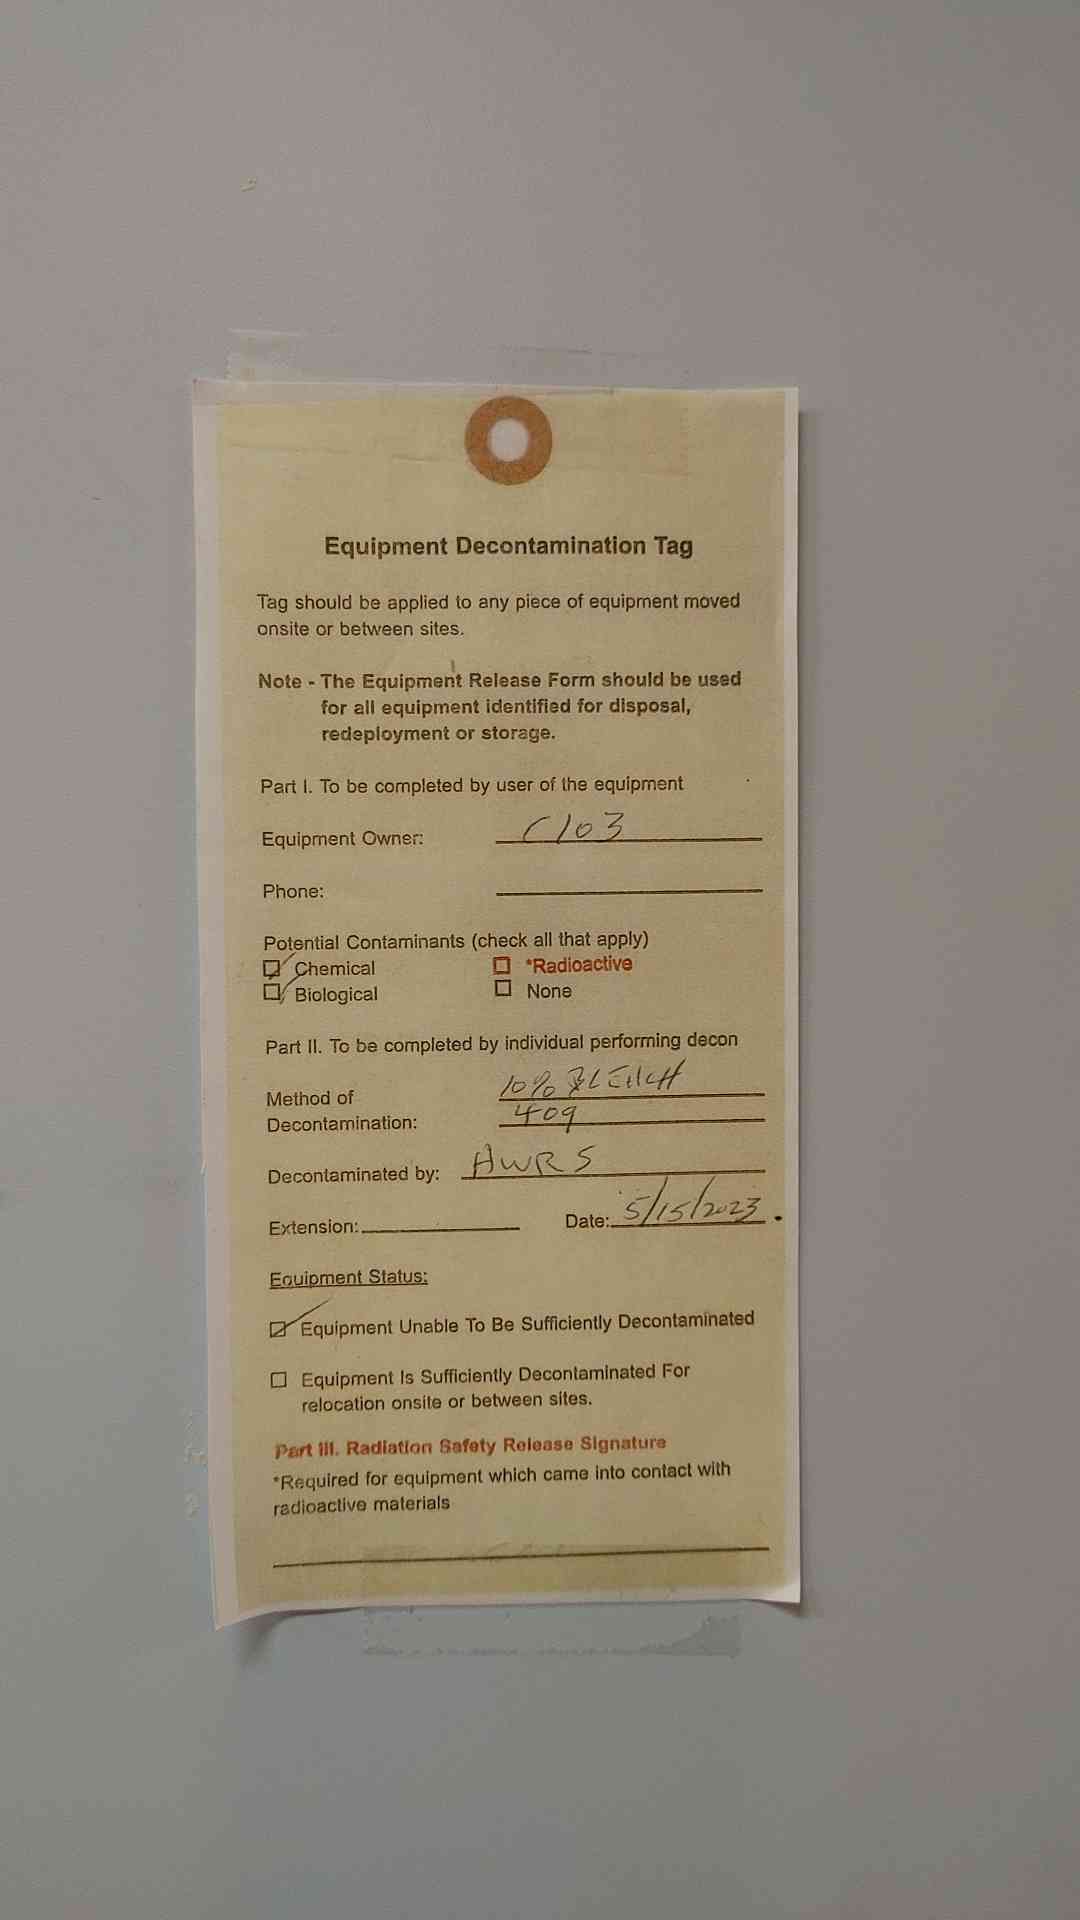 Equipment Decontamination Tag
Tag should be applied to any piece of equipment moved
onsite or between sites.
Note - The Equipment Release Form should be used
for all equipment identified for disposal,
redeployment or storage.
Part I. To be completed by user of the equipment
Equipment Owner: C103
Phone:
Potential Contaminants (check all that apply)
Chemical *Radioactive
Biological None
Part II. To be completed by individual performing decon
Method of 10% BLEACH
Decontamination: 409
Decontaminated by: AWRS
Extension: Date: 5/15/2023
Equipment Status:
Equipment Unable To Be Sufficiently Decontaminated
Equipment Is Sufficiently Decontaminated For
relocation onsite or between sites.
Part III. Radiation Safety Release Signature
*Required for equipment which came into contact with
radioactive materials